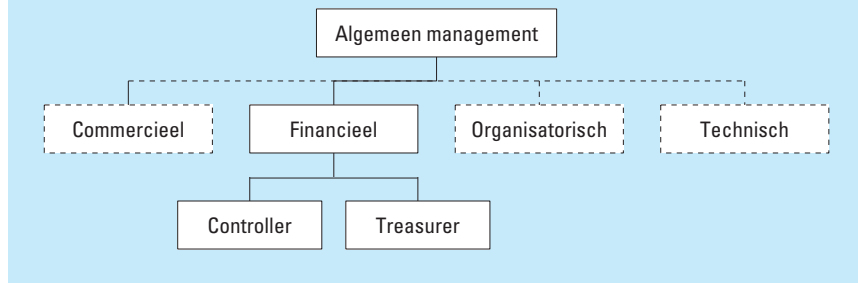 Algemeen management
Commercieel
Financieel
Organisatorisch
Technisch
Controller
Treasurer